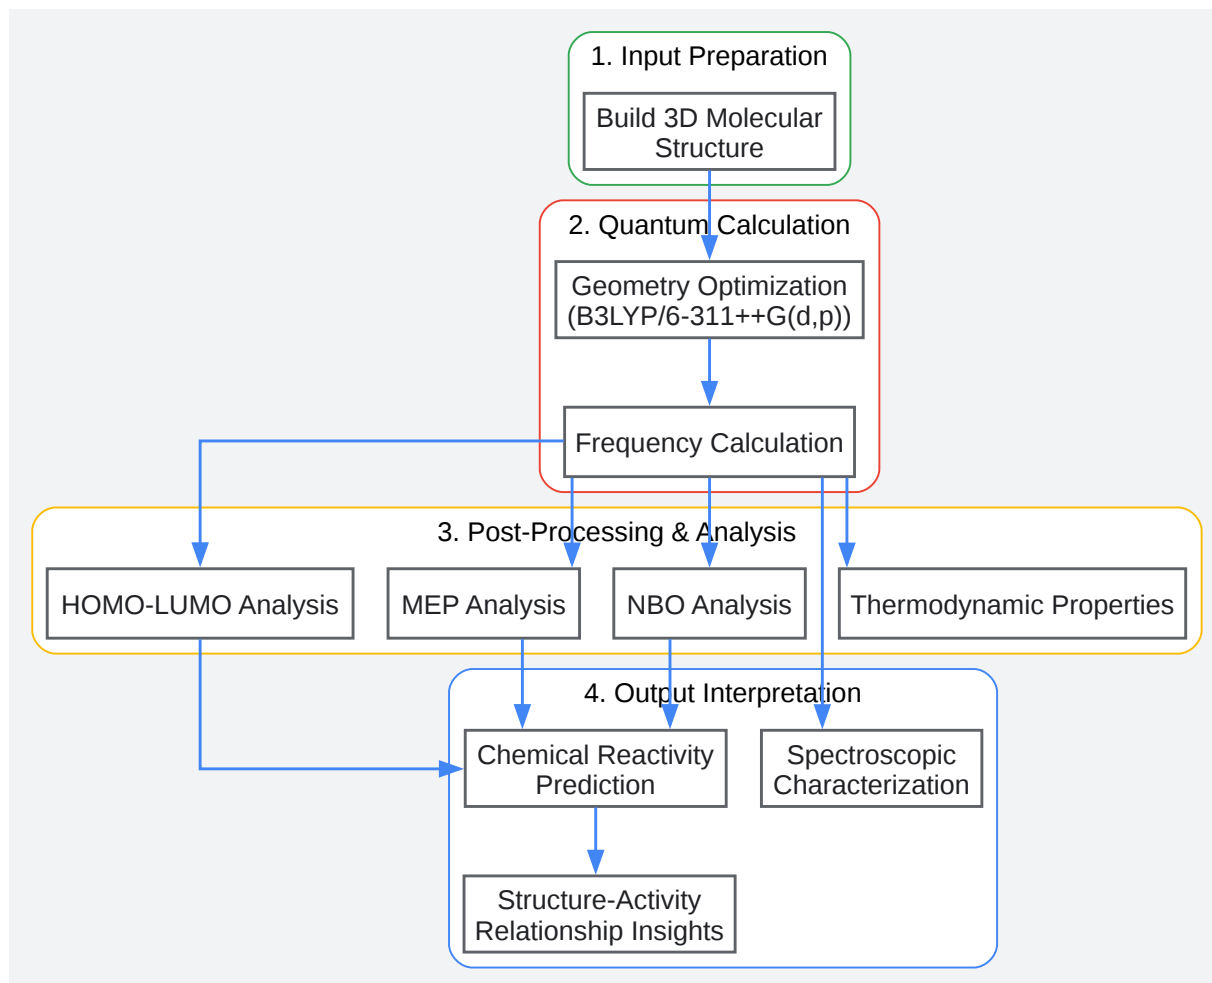 1. Input Preparation
Build 3D Molecular
Structure
2. Quantum Calculation
Geometry Optimization
(B3LYP/6-311++G(d,p))
Frequency Calculation
3. Post-Processing & Analysis
HOMO-LUMO Analysis
MEP Analysis
NBO Analysis
Thermodynamic Properties
4. Output Interpretation
Chemical Reactivity
Prediction
Spectroscopic
Characterization
Structure-Activity
Relationship Insights